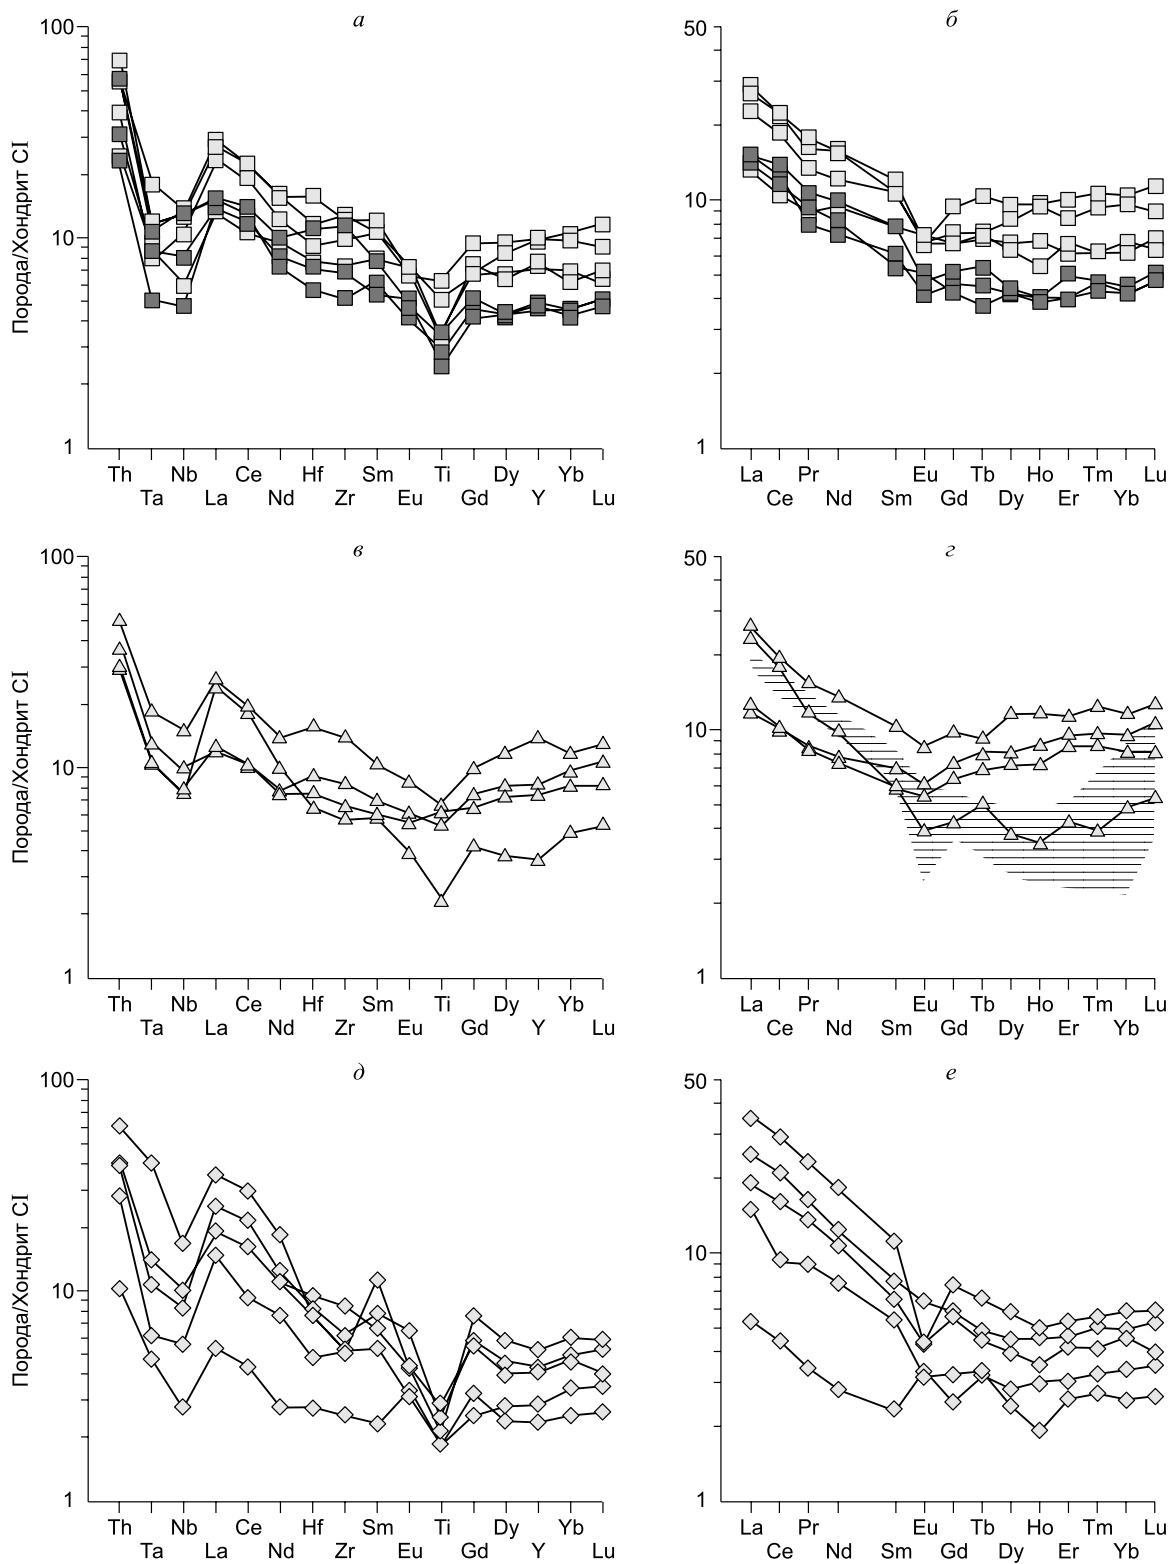 а
100
10
1
Порода/Хондрит CI
Th Nb Ce Hf Sm Ti Dy Yb
Ta La Nd Zr Eu Gd Y Lu
б
50
10
1
La Pr Eu Tb Ho Tm Lu
Ce Nd Sm Gd Dy Er Yb
в
100
10
1
Порода/Хондрит CI
Th Nb Ce Hf Sm Ti Dy Yb
Ta La Nd Zr Eu Gd Y Lu
г
50
10
1
La Pr Eu Tb Ho Tm Lu
Ce Nd Sm Gd Dy Er Yb
д
100
10
1
Порода/Хондрит CI
Th Nb Ce Hf Sm Ti Dy Yb
Ta La Nd Zr Eu Gd Y Lu
е
50
10
1
La Pr Eu Tb Ho Tm Lu
Ce Nd Sm Gd Dy Er Yb